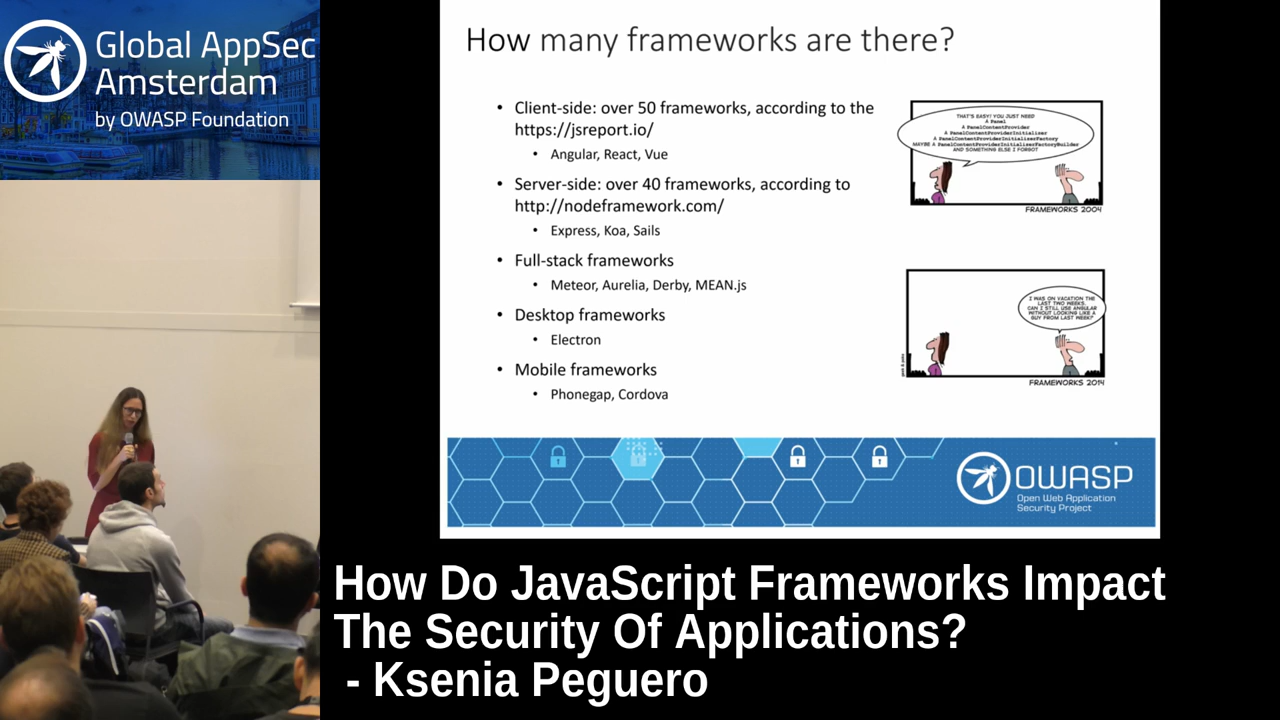 Global AppSec
Amsterdam
by OWASP Foundation
How many frameworks are there?
• Client-side: over 50 frameworks, according to the
https://jsreport.io/
• Angular, React, Vue
• Server-side: over 40 frameworks, according to
http://nodeframework.com/
• Express, Koa, Sails
• Full-stack frameworks
• Meteor, Aurelia, Derby, MEAN.js
• Desktop frameworks
• Electron
• Mobile frameworks
• Phonegap, Cordova
THAT'S EASY! YOU JUST NEED
A Panel
A PanelContentProvider
A PanelContentProviderInitializer
A PanelContentProviderInitializerFactory
MAYBE A PanelContentProviderInitializerFactoryBuilder
AND SOMETHING ELSE I FORGOT
FRAMEWORKS 2004
I WAS ON VACATION THE
LAST TWO WEEKS.
CAN I STILL USE ANGULAR
WITHOUT LOOKING LIKE A
GUY FROM LAST WEEK?
FRAMEWORKS 2014
OWASP
Open Web Application
Security Project
How Do JavaScript Frameworks Impact
The Security Of Applications?
- Ksenia Peguero